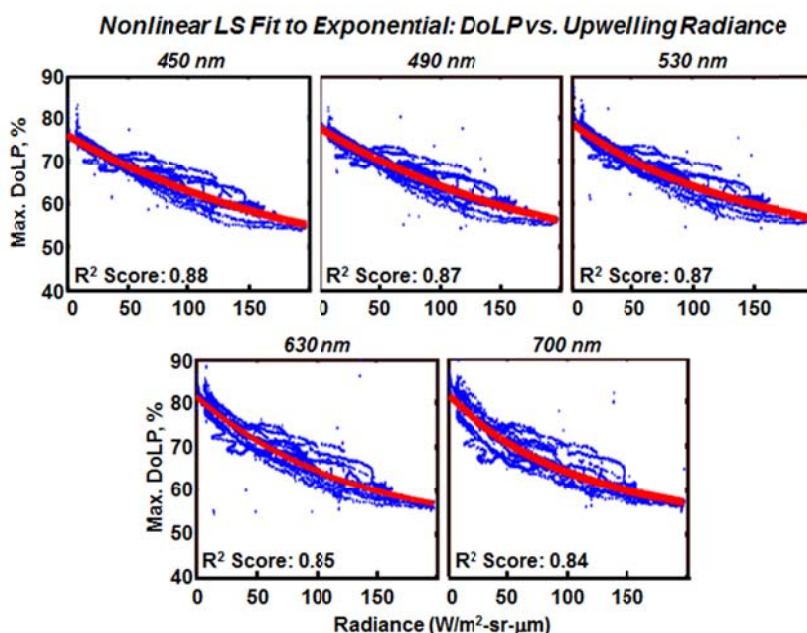 Nonlinear LS Fit to Exponential: DoLP vs. Upwelling Radiance
450 nm 490 nm 530 nm
90
80
70
60
50
40
Max. DoLP, %
R² Score: 0.88 R² Score: 0.87 R² Score: 0.87
0 50 100 150 0 50 100 150 0 50 100 150
630 nm 700 nm
90
80
70
60
50
40
Max. DoLP, %
R² Score: 0.85 R² Score: 0.84
0 50 100 150 0 50 100 150
Radiance (W/m²-sr-µm)